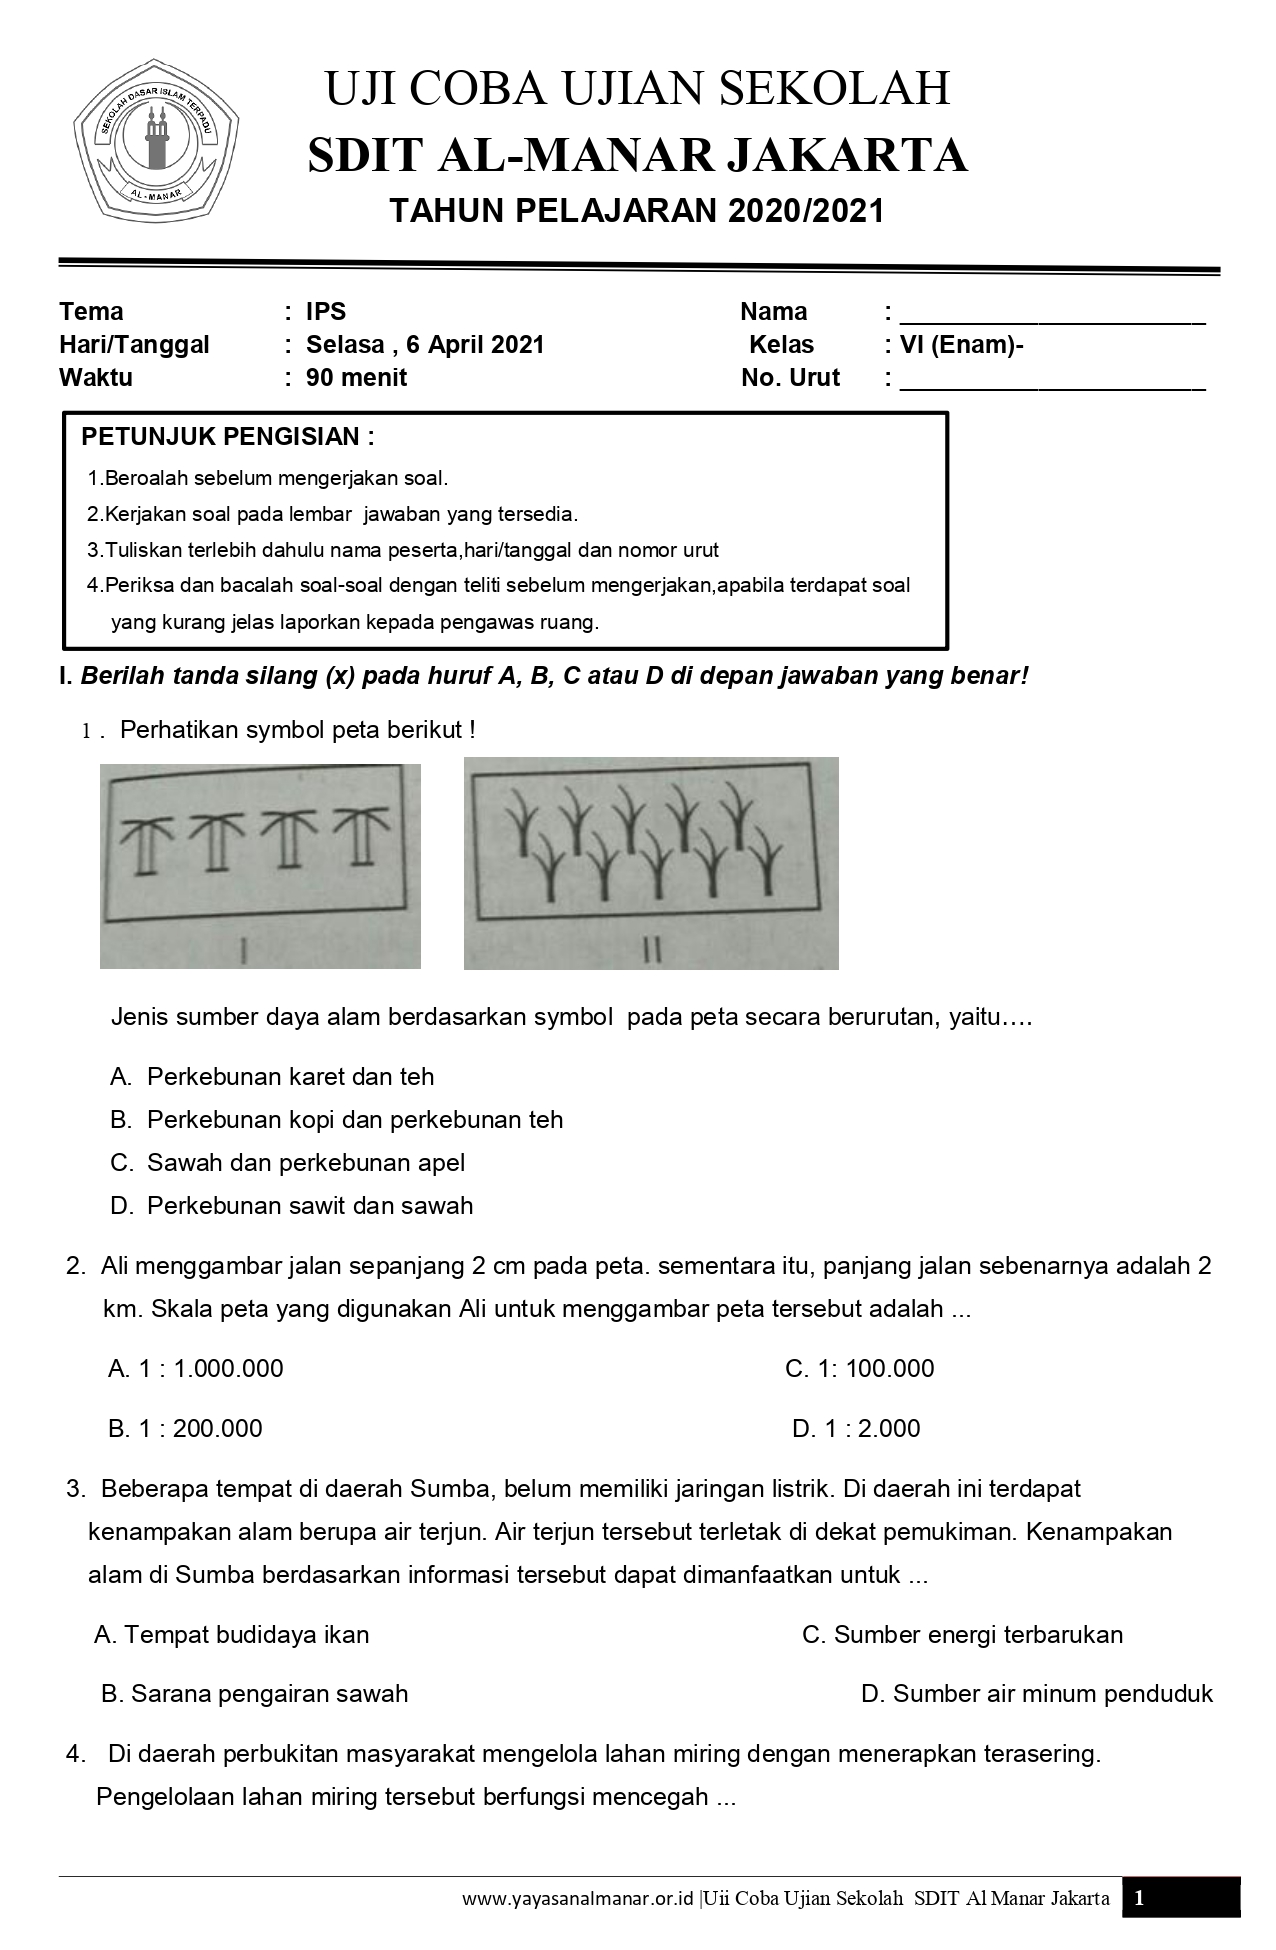 SEKOLAH DASAR ISLAM TERPADU
AL-MANAR
UJI COBA UJIAN SEKOLAH
SDIT AL-MANAR JAKARTA
TAHUN PELAJARAN 2020/2021
Tema : IPS Nama : ______________________
Hari/Tanggal : Selasa , 6 April 2021 Kelas : VI (Enam)-
Waktu : 90 menit No. Urut : ______________________
PETUNJUK PENGISIAN :
1.Beroalah sebelum mengerjakan soal.
2.Kerjakan soal pada lembar jawaban yang tersedia.
3.Tuliskan terlebih dahulu nama peserta,hari/tanggal dan nomor urut
4.Periksa dan bacalah soal-soal dengan teliti sebelum mengerjakan,apabila terdapat soal
yang kurang jelas laporkan kepada pengawas ruang.
I. Berilah tanda silang (x) pada huruf A, B, C atau D di depan jawaban yang benar!
1 . Perhatikan symbol peta berikut !
I II
Jenis sumber daya alam berdasarkan symbol pada peta secara berurutan, yaitu….
A. Perkebunan karet dan teh
B. Perkebunan kopi dan perkebunan teh
C. Sawah dan perkebunan apel
D. Perkebunan sawit dan sawah
2. Ali menggambar jalan sepanjang 2 cm pada peta. sementara itu, panjang jalan sebenarnya adalah 2
km. Skala peta yang digunakan Ali untuk menggambar peta tersebut adalah ...
A. 1 : 1.000.000 C. 1: 100.000
B. 1 : 200.000 D. 1 : 2.000
3. Beberapa tempat di daerah Sumba, belum memiliki jaringan listrik. Di daerah ini terdapat
kenampakan alam berupa air terjun. Air terjun tersebut terletak di dekat pemukiman. Kenampakan
alam di Sumba berdasarkan informasi tersebut dapat dimanfaatkan untuk ...
A. Tempat budidaya ikan C. Sumber energi terbarukan
B. Sarana pengairan sawah D. Sumber air minum penduduk
4. Di daerah perbukitan masyarakat mengelola lahan miring dengan menerapkan terasering.
Pengelolaan lahan miring tersebut berfungsi mencegah ...
www.yayasanalmanar.or.id |Uii Coba Ujian Sekolah SDIT Al Manar Jakarta 1